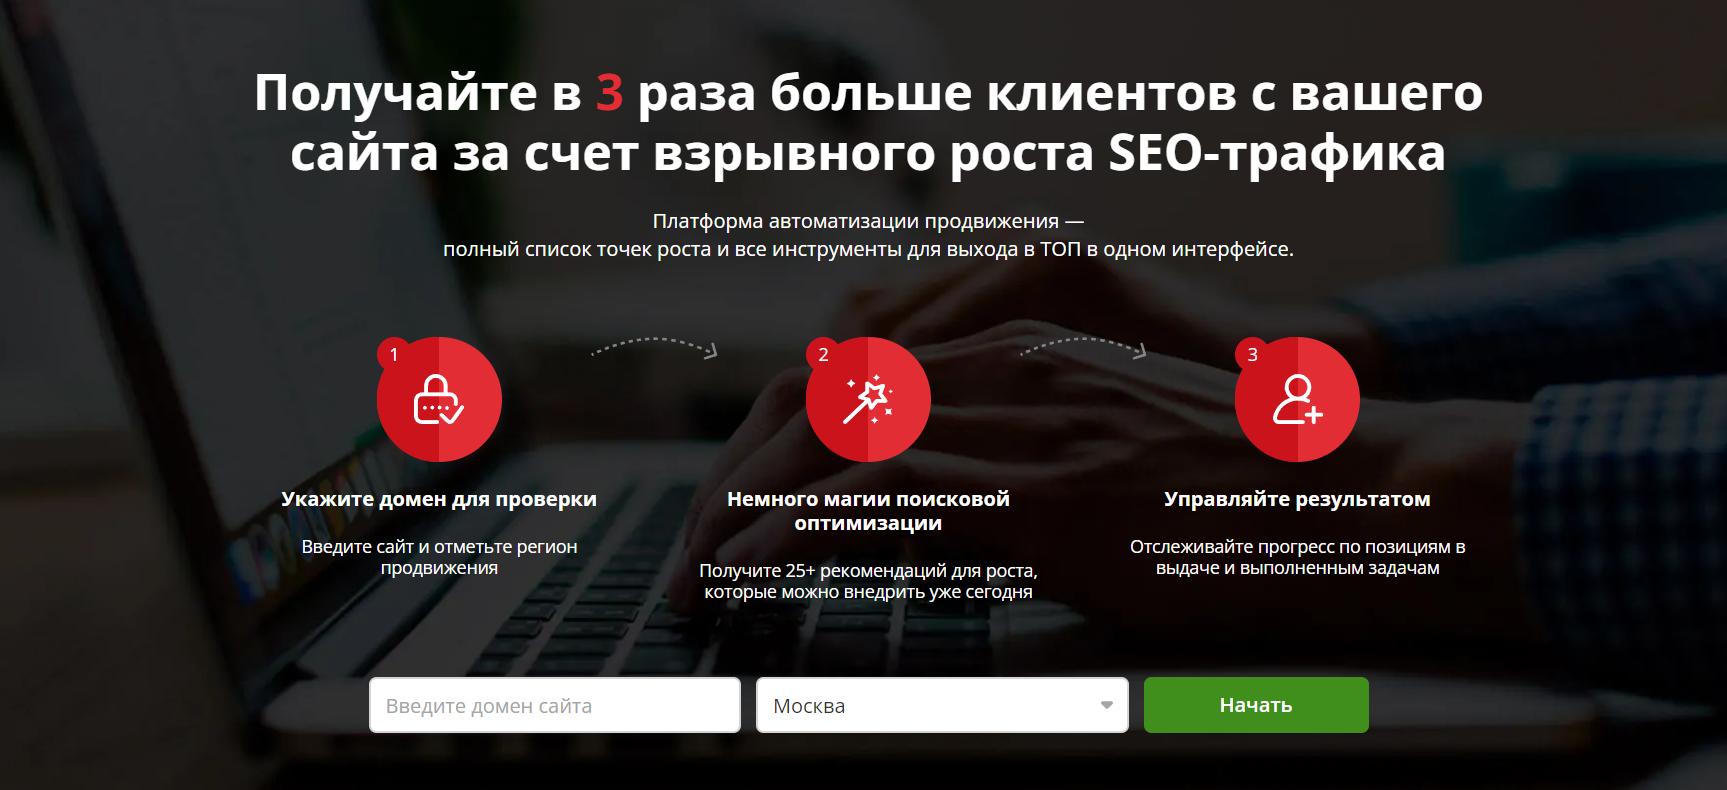 Получайте в 3 раза больше клиентов с вашего
сайта за счет взрывного роста SEO-трафика
Платформа автоматизации продвижения —
полный список точек роста и все инструменты для выхода в ТОП в одном интерфейсе.
1
Укажите домен для проверки
Введите сайт и отметьте регион
продвижения
2
Немного магии поисковой
оптимизации
Получите 25+ рекомендаций для роста,
которые можно внедрить уже сегодня
3
Управляйте результатом
Отслеживайте прогресс по позициям в
выдаче и выполненным задачам
Введите домен сайта
Москва
Начать